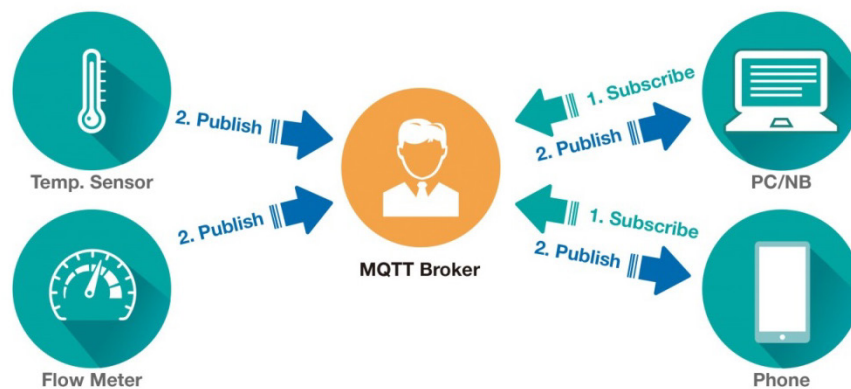 2. Publish
Temp. Sensor
2. Publish
Flow Meter
MQTT Broker
1. Subscribe
2. Publish
PC/NB
1. Subscribe
2. Publish
Phone